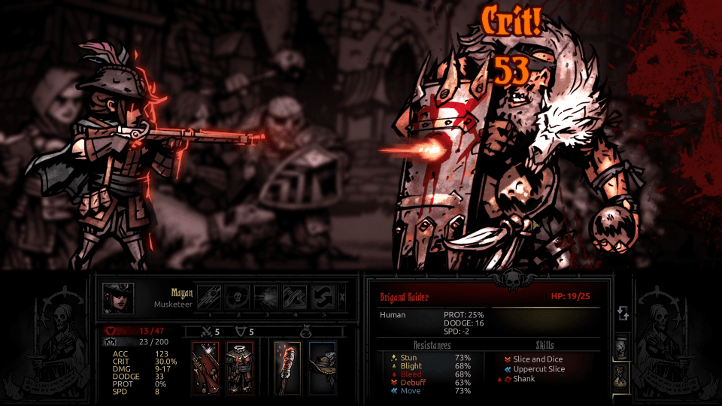 Crit!
53
Mayan
Musketeer
X
13 / 47
23 / 200
5
5
ACC 123
CRIT 30.0%
DMG 9-17
DODGE 33
PROT 0%
SPD 8
Brigand Raider
HP: 19/25
Human
PROT: 25%
DODGE: 16
SPD: -2
Resistances
Stun 73%
Blight 68%
Bleed 68%
Debuff 63%
Move 73%
Skills
Slice and Dice
Uppercut Slice
Shank